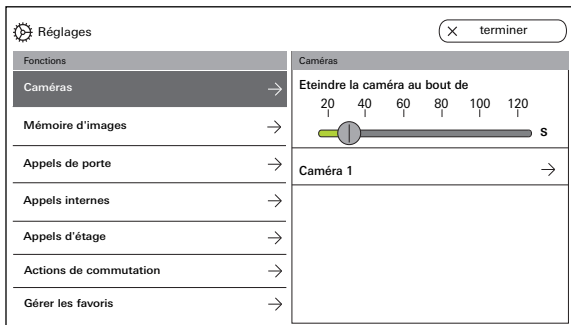 Réglages
terminer
Fonctions
Caméras
Mémoire d'images
Appels de porte
Appels internes
Appels d'étage
Actions de commutation
Gérer les favoris
Caméras
Eteindre la caméra au bout de
20 40 60 80 100 120
S
Caméra 1